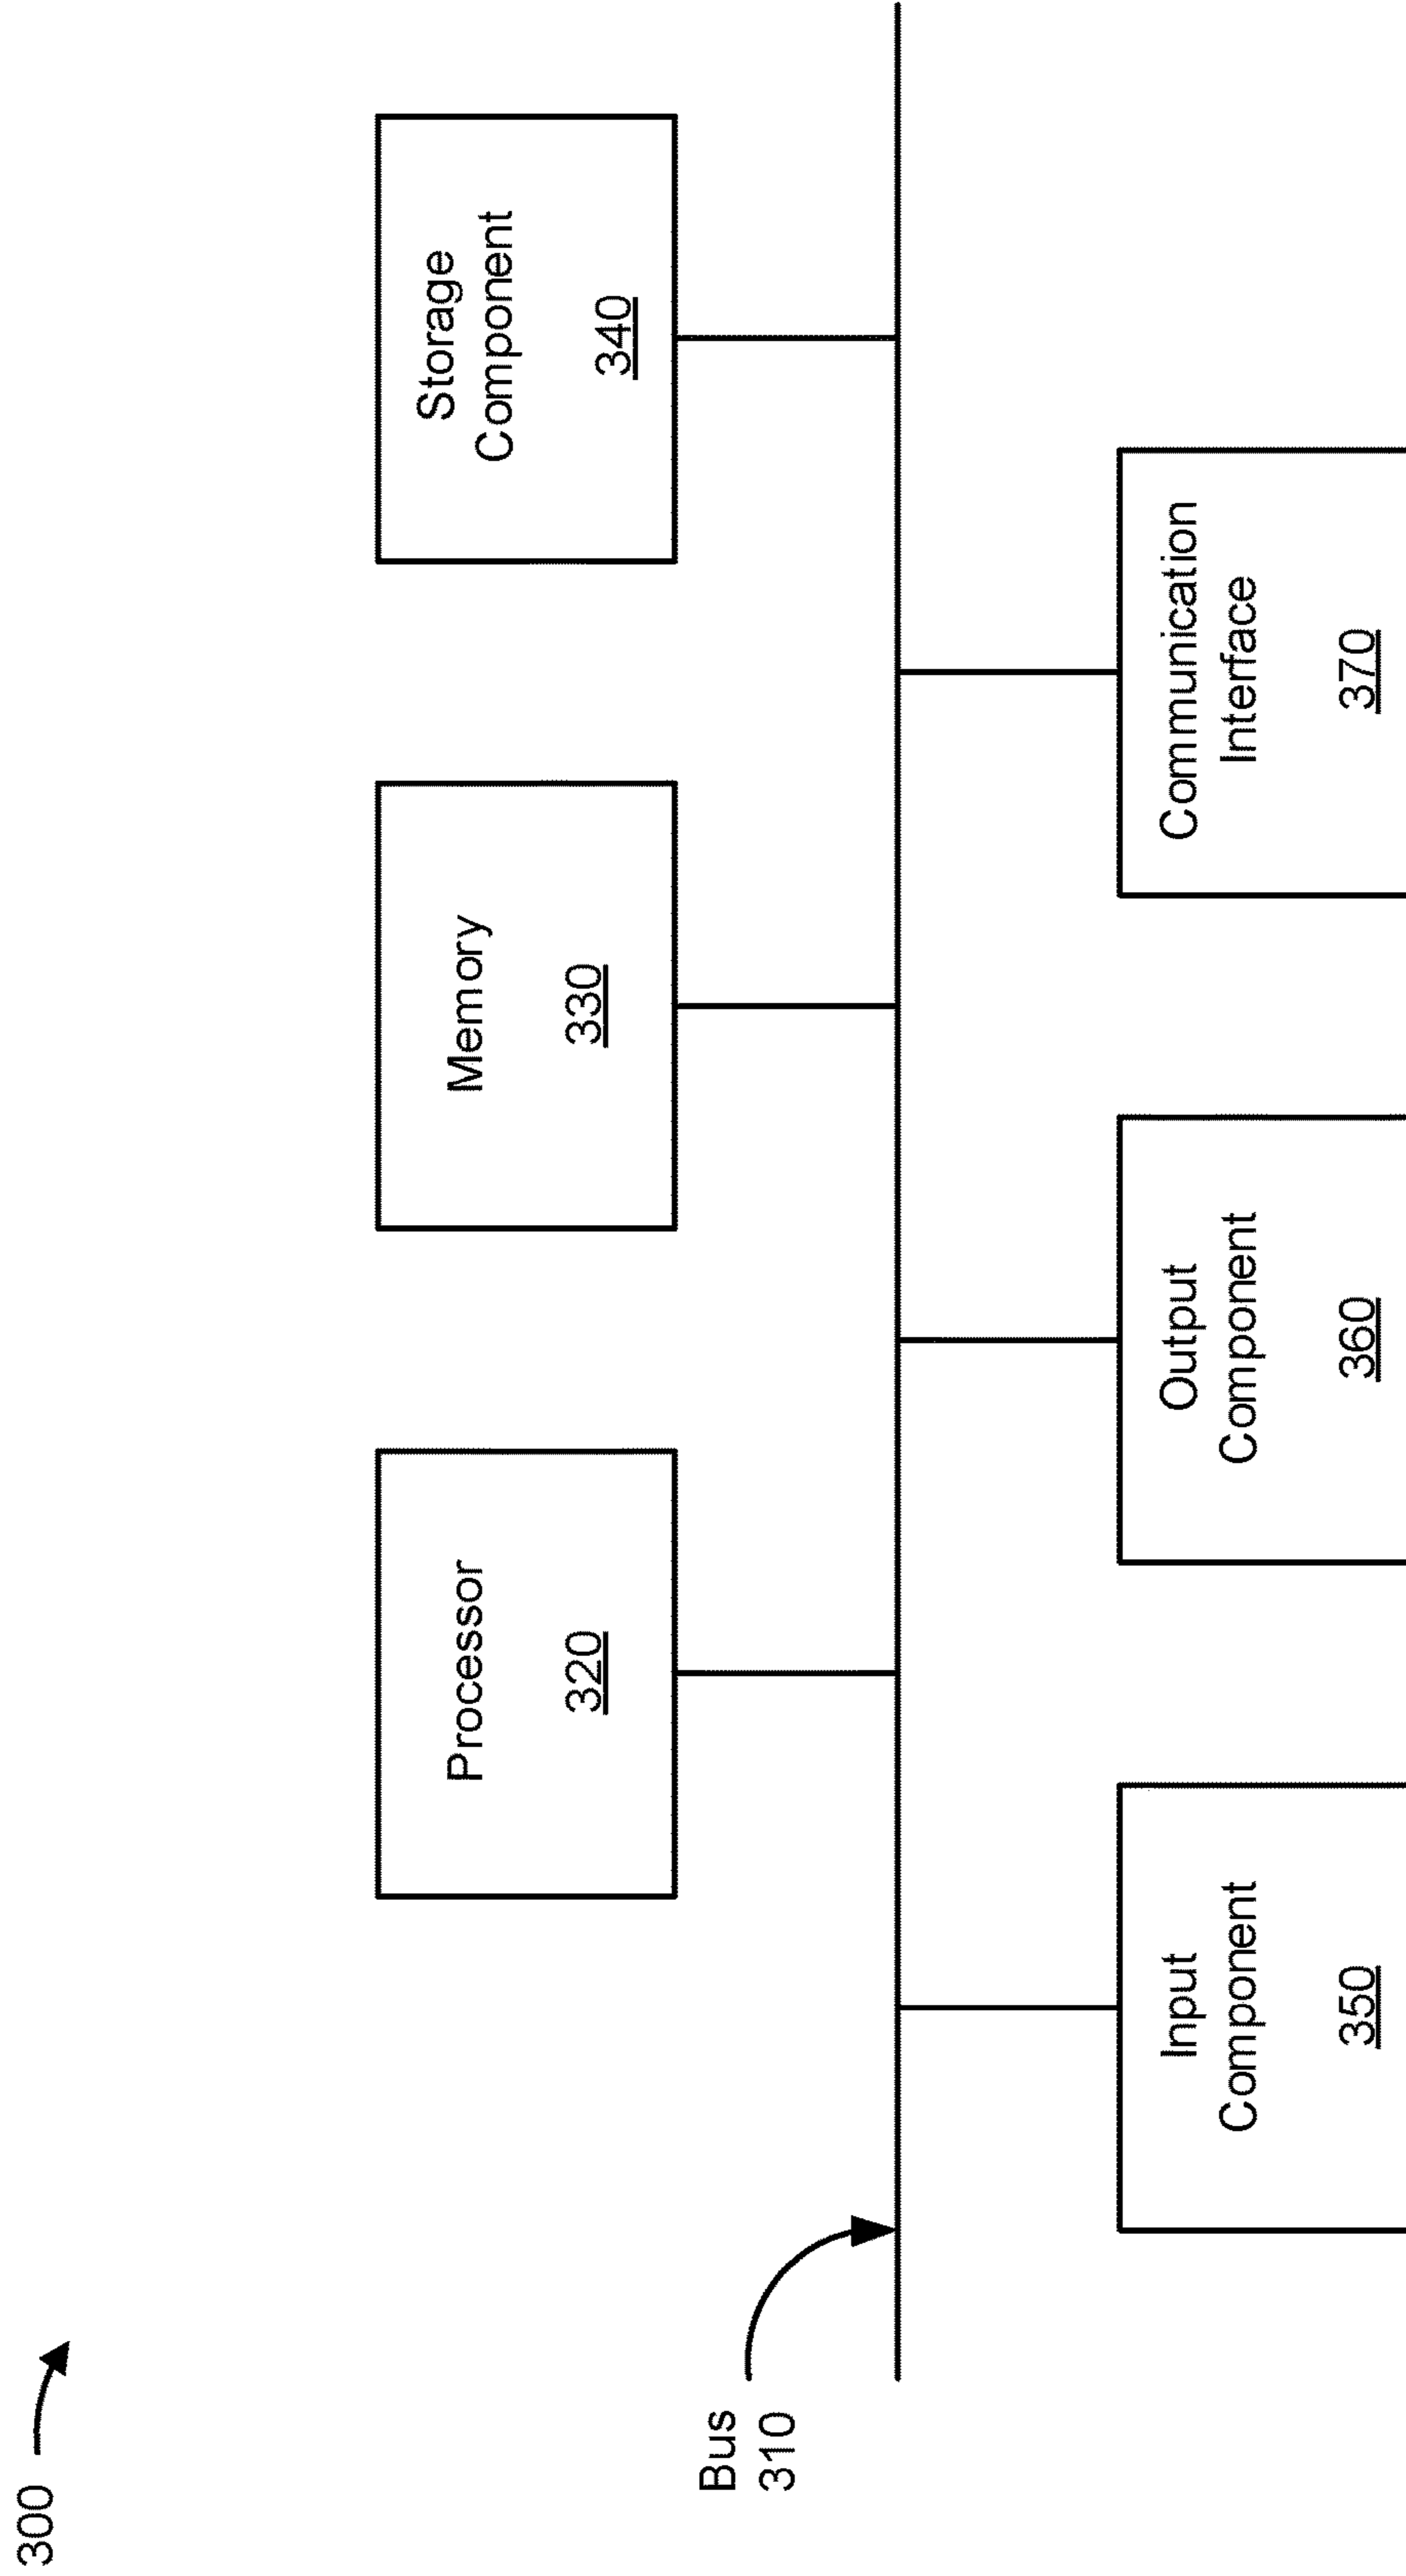 300
Processor
320
Memory
330
Storage
Component
340
Bus
310
Input
Component
350
Output
Component
360
Communication
Interface
370